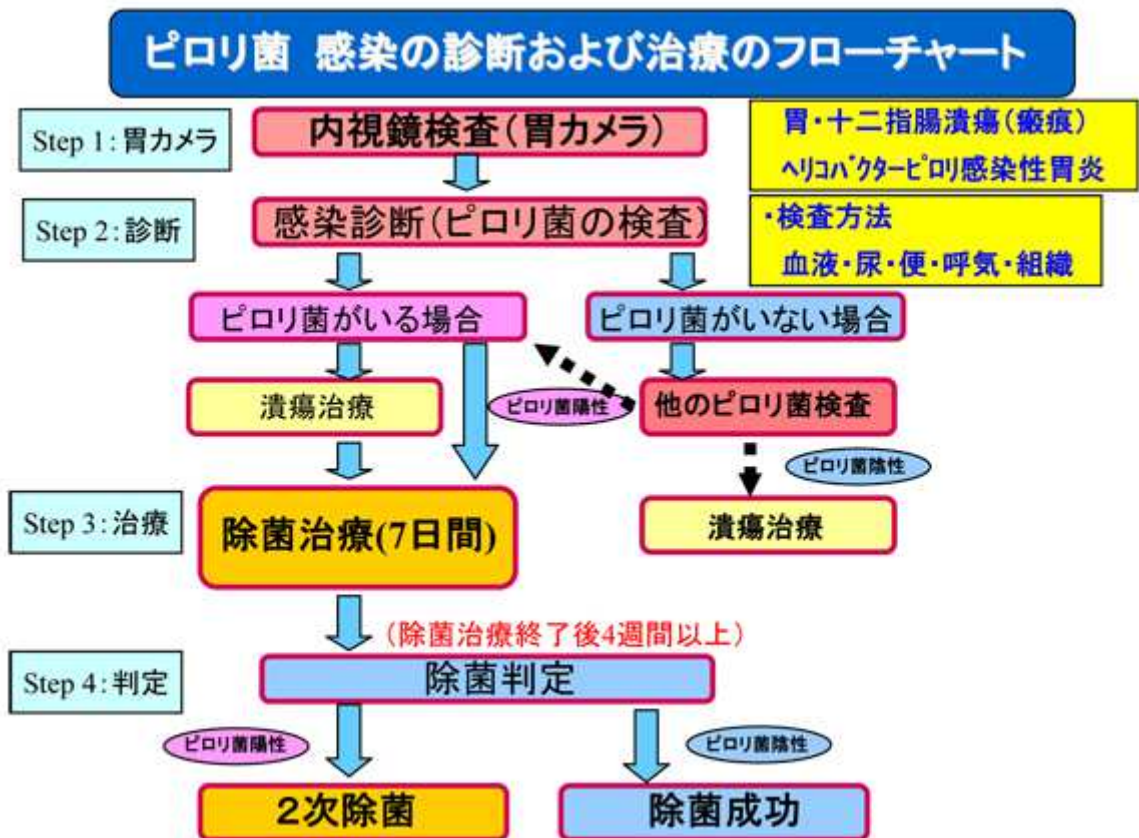 ピロリ菌 感染の診断および治療のフローチャート
Step 1:胃カメラ
内視鏡検査(胃カメラ)
胃・十二指腸潰瘍(瘢痕)
ヘリコバクターピロリ感染性胃炎
Step 2:診断
感染診断(ピロリ菌の検査)
・検査方法
血液・尿・便・呼気・組織
ピロリ菌がいる場合
ピロリ菌がいない場合
潰瘍治療
ピロリ菌陽性
他のピロリ菌検査
ピロリ菌陰性
Step 3:治療
除菌治療(7日間)
潰瘍治療
(除菌治療終了後4週間以上)
Step 4:判定
除菌判定
ピロリ菌陽性
ピロリ菌陰性
2次除菌
除菌成功